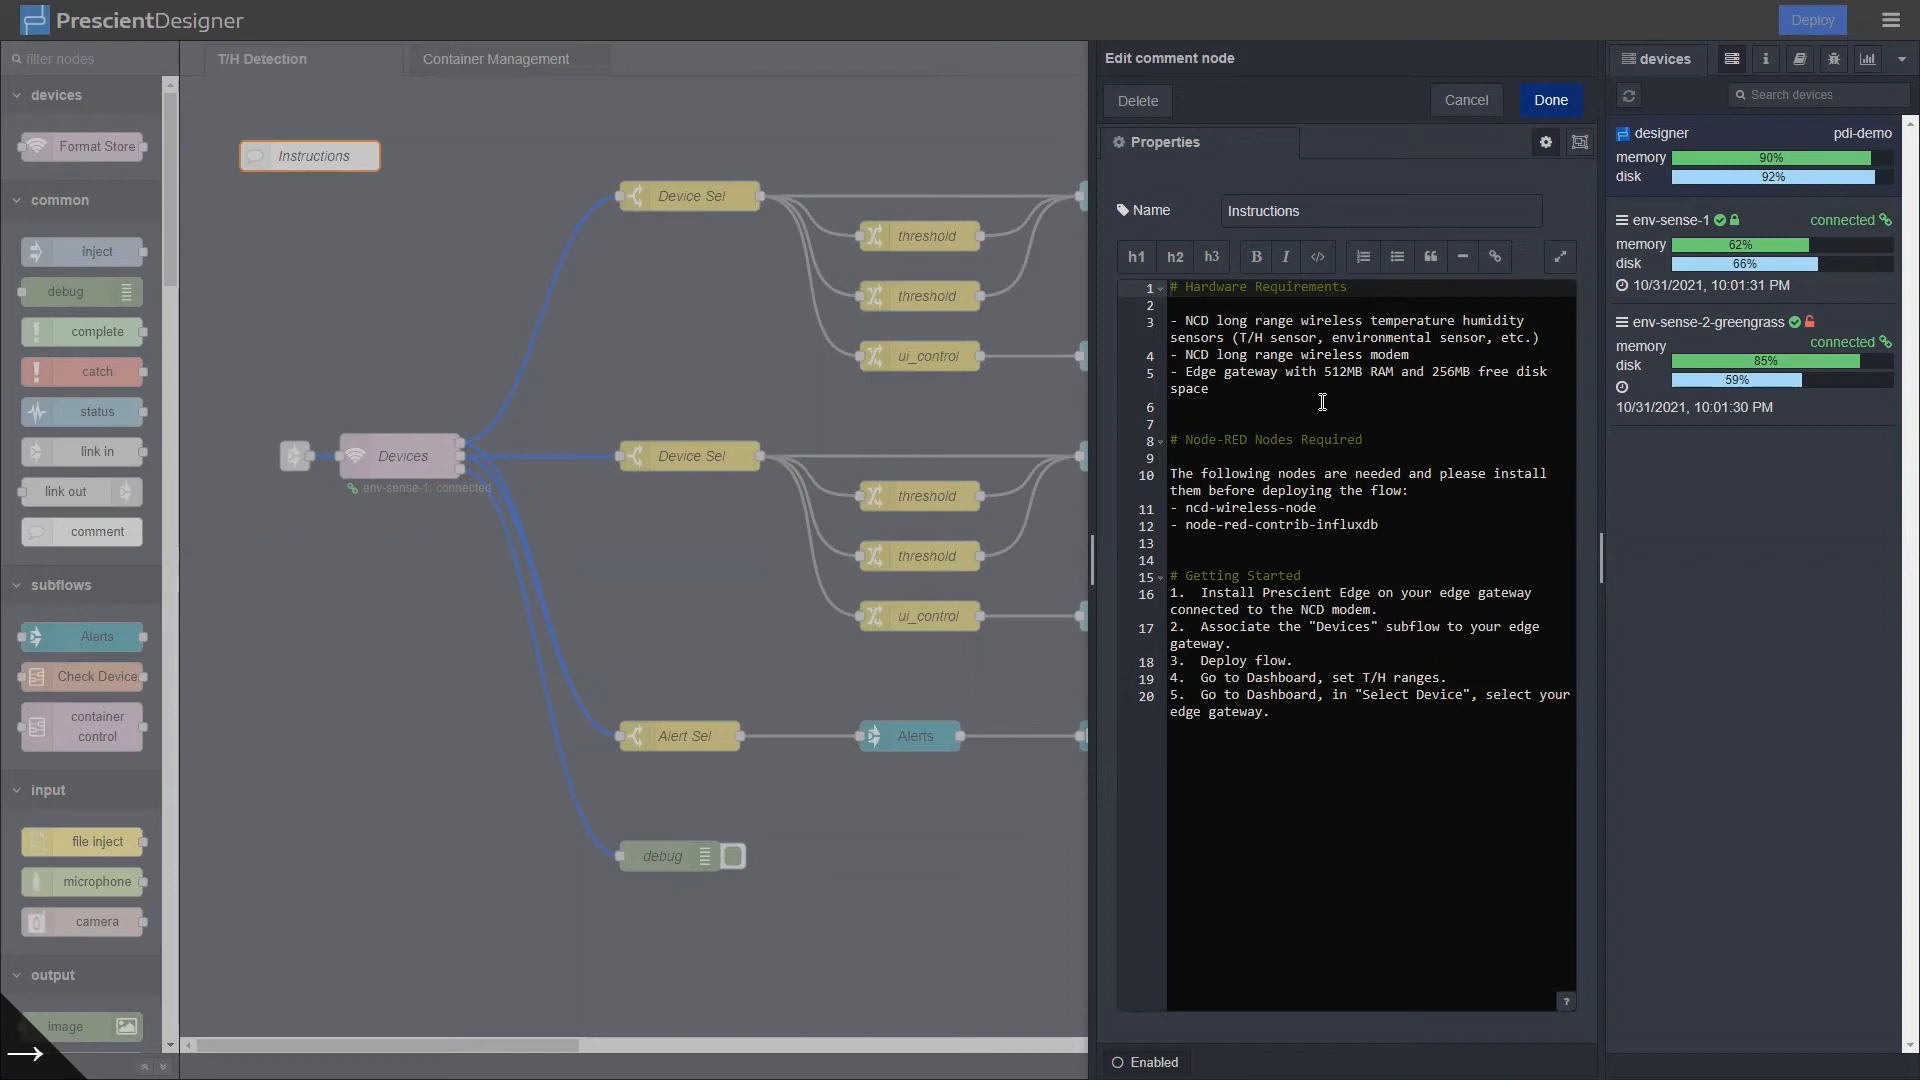 PrescientDesigner
Deploy
filter nodes
devices
Format Store
common
inject
debug
complete
catch
status
link in
link out
comment
subflows
Alerts
Check Device
container
control
input
file inject
microphone
camera
output
image
T/H Detection
Container Management
Instructions
Device Sel
threshold
threshold
ui_control
Devices
env-sense-1: connected
Device Sel
threshold
threshold
ui_control
Alert Sel
Alerts
debug
Edit comment node
Delete
Cancel
Done
Properties
Name
Instructions
h1 h2 h3 B I </>
1 # Hardware Requirements
2
3 - NCD long range wireless temperature humidity
sensors (T/H sensor, environmental sensor, etc.)
4 - NCD long range wireless modem
5 - Edge gateway with 512MB RAM and 256MB free disk
space
6
7
8 # Node-RED Nodes Required
9
10 The following nodes are needed and please install
them before deploying the flow:
11 - ncd-wireless-node
12 - node-red-contrib-influxdb
13
14
15 # Getting Started
16 1. Install Prescient Edge on your edge gateway
connected to the NCD modem.
17 2. Associate the "Devices" subflow to your edge
gateway.
18 3. Deploy flow.
19 4. Go to Dashboard, set T/H ranges.
20 5. Go to Dashboard, in "Select Device", select your
edge gateway.
?
Enabled
devices
i
Search devices
designer pdi-demo
memory 90%
disk 92%
env-sense-1 connected
memory 62%
disk 66%
10/31/2021, 10:01:31 PM
env-sense-2-greengrass
connected
memory 85%
disk 59%
10/31/2021, 10:01:30 PM